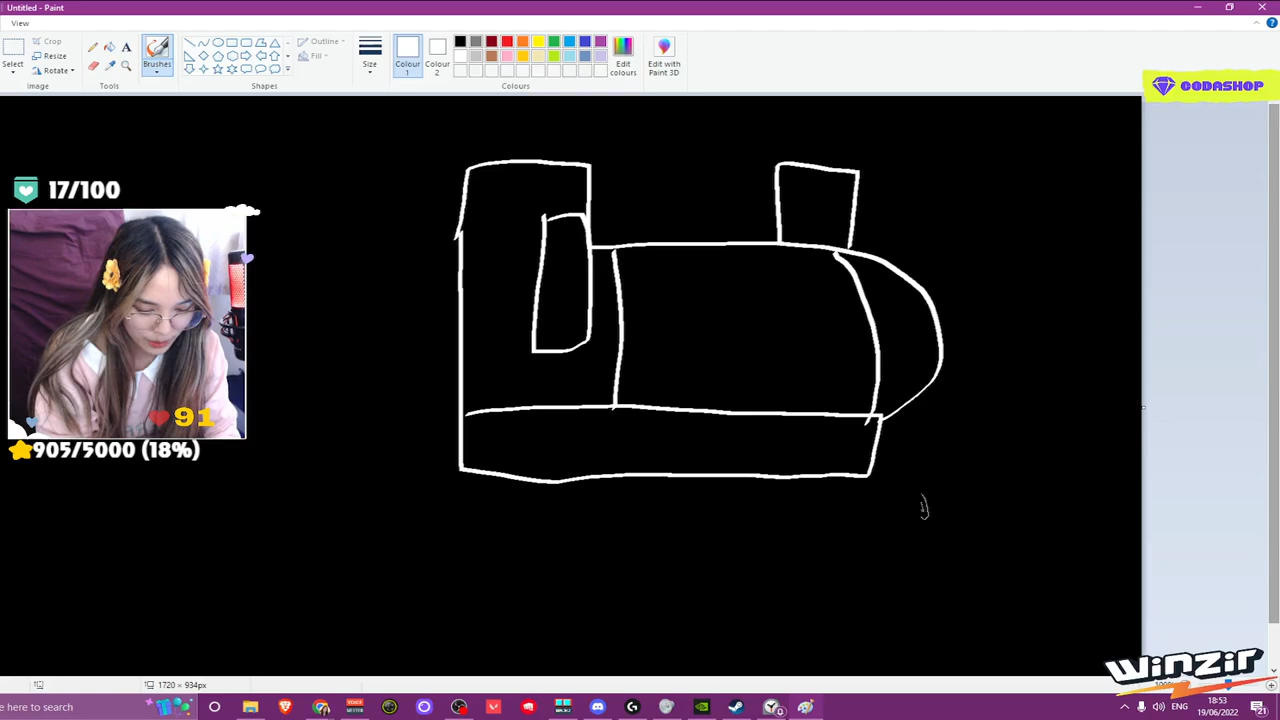 Untitled - Paint
View
Select
Crop
Resize
Rotate
Image
A
Tools
Brushes
Outline
Fill
Shapes
Size
Colour 1
Colour 2
Edit colours
Colours
Edit with Paint 3D
CODASHOP
17/100
91
905/5000 (18%)
winzir
1720 × 934px
100%
here to search
ENG
18:53
19/06/2022
21